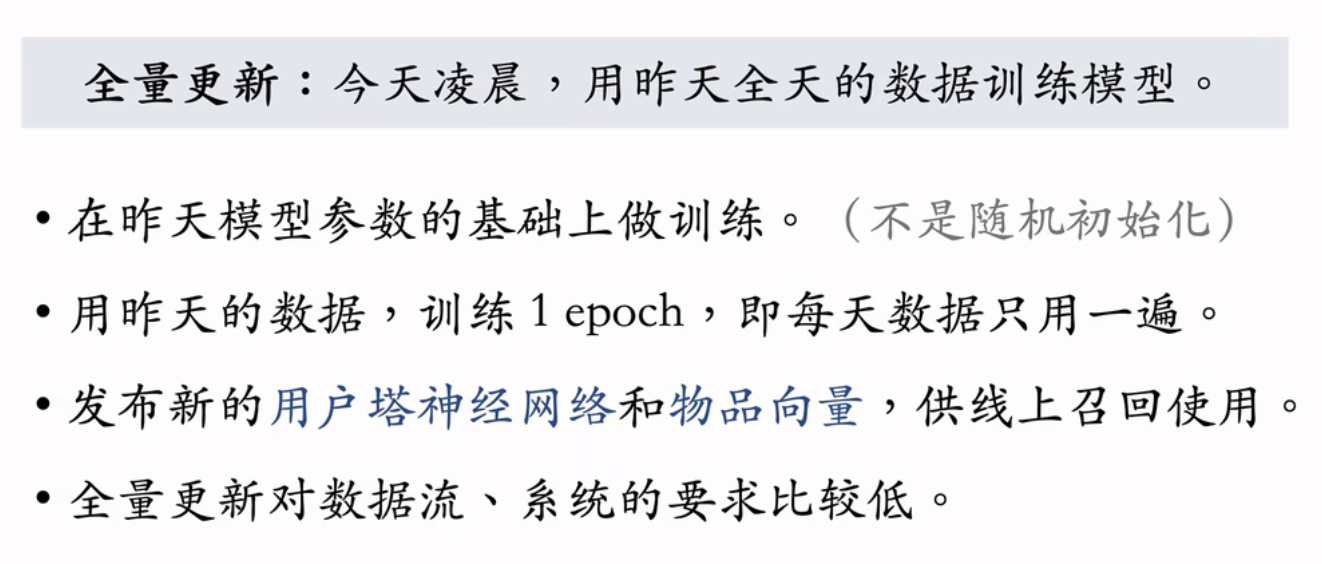 全量更新：今天凌晨，用昨天全天的数据训练模型。
• 在昨天模型参数的基础上做训练。（不是随机初始化）
• 用昨天的数据，训练 1 epoch，即每天数据只用一遍。
• 发布新的用户塔神经网络和物品向量，供线上召回使用。
• 全量更新对数据流、系统的要求比较低。